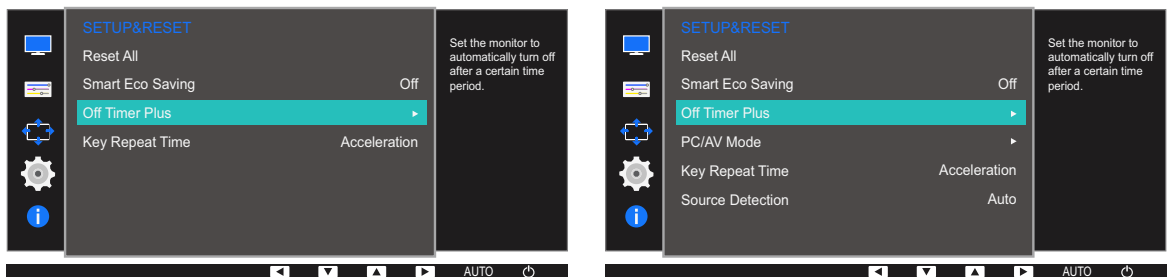 SETUP&RESET
Reset All
Smart Eco Saving Off
Off Timer Plus
Key Repeat Time Acceleration
Set the monitor to
automatically turn off
after a certain time
period.
AUTO
SETUP&RESET
Reset All
Smart Eco Saving Off
Off Timer Plus
PC/AV Mode
Key Repeat Time Acceleration
Source Detection Auto
Set the monitor to
automatically turn off
after a certain time
period.
AUTO